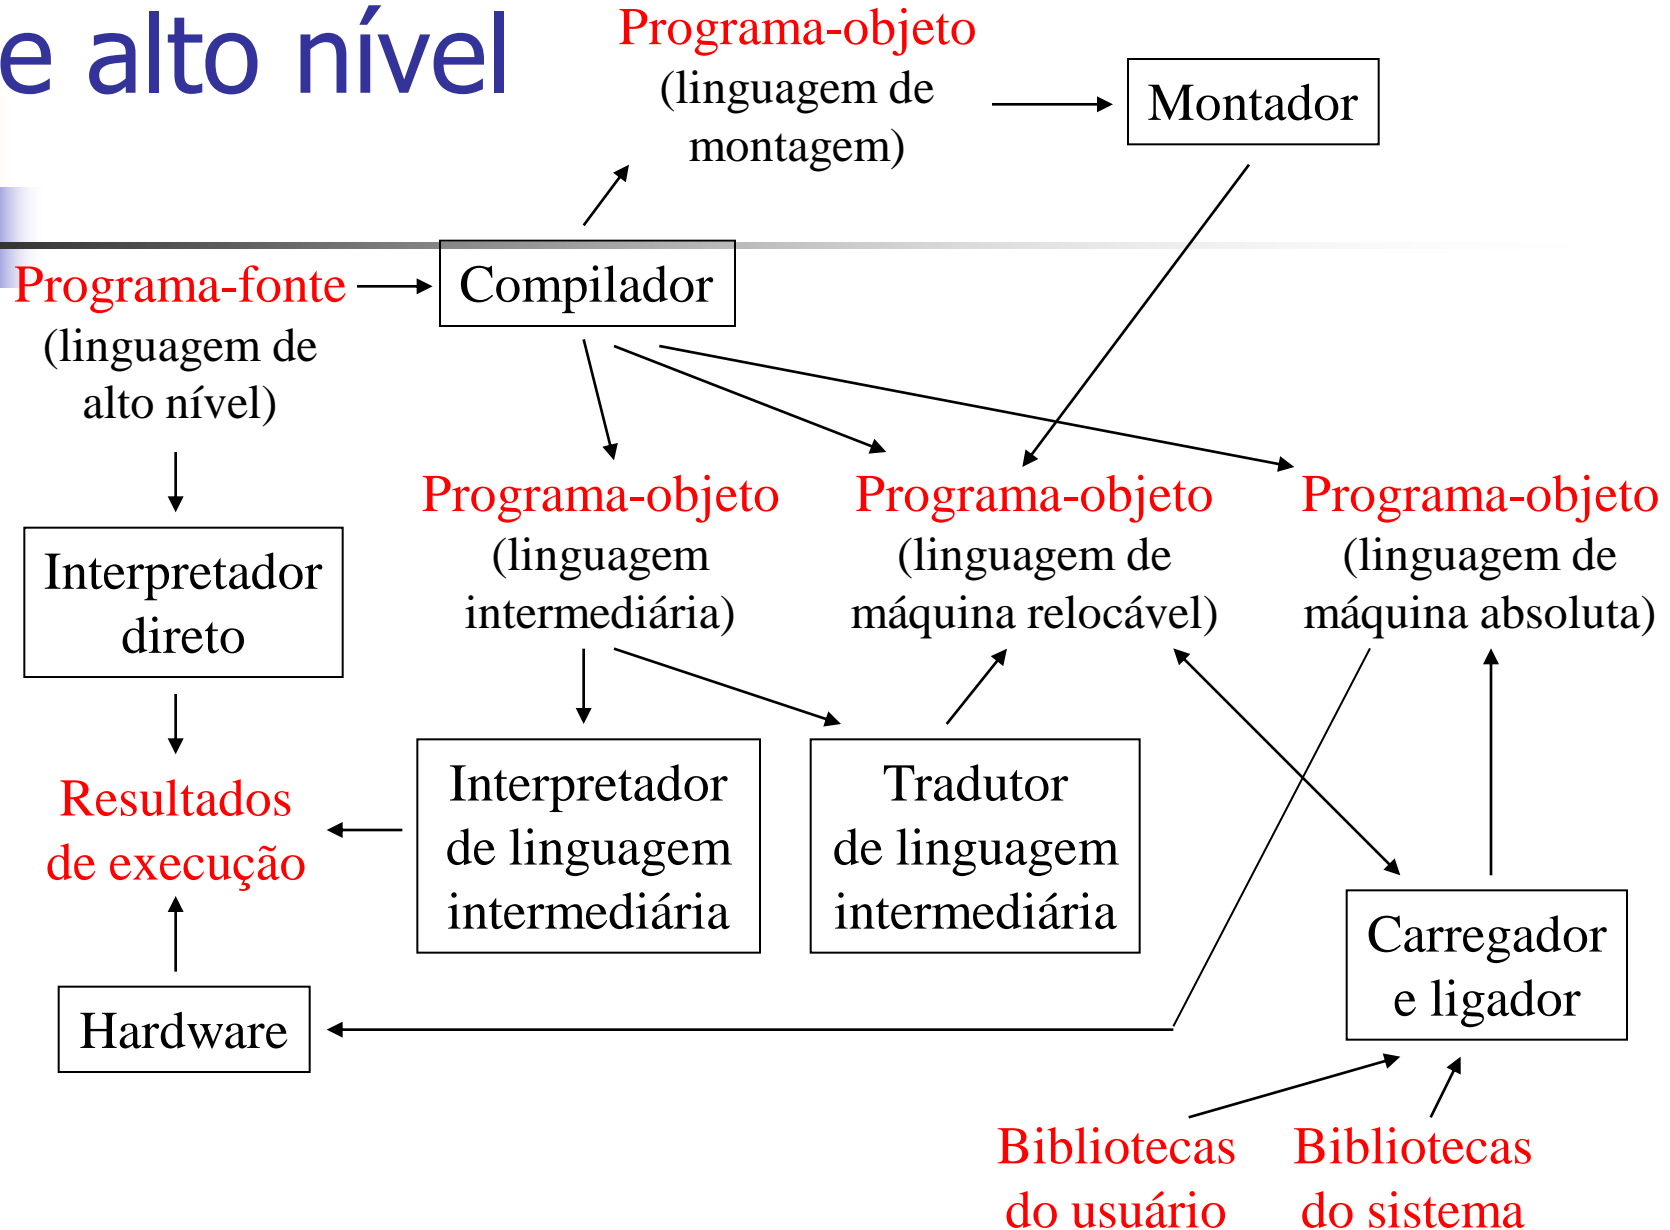 e alto nível
Programa-objeto
(linguagem de
montagem)
Montador
Programa-fonte
(linguagem de
alto nível)
Compilador
Programa-objeto
(linguagem
intermediária)
Programa-objeto
(linguagem de
máquina relocável)
Programa-objeto
(linguagem de
máquina absoluta)
Interpretador
direto
Resultados
de execução
Interpretador
de linguagem
intermediária
Tradutor
de linguagem
intermediária
Carregador
e ligador
Hardware
Bibliotecas
do usuário
Bibliotecas
do sistema